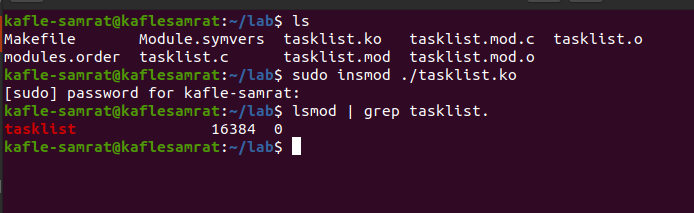 kafle-samrat@kaflesamrat:~/lab$ ls
Makefile        Module.symvers  tasklist.ko   tasklist.mod.c  tasklist.o
modules.order  tasklist.c      tasklist.mod  tasklist.mod.o
kafle-samrat@kaflesamrat:~/lab$ sudo insmod ./tasklist.ko
[sudo] password for kafle-samrat:
kafle-samrat@kaflesamrat:~/lab$ lsmod | grep tasklist.
tasklist               16384  0
kafle-samrat@kaflesamrat:~/lab$